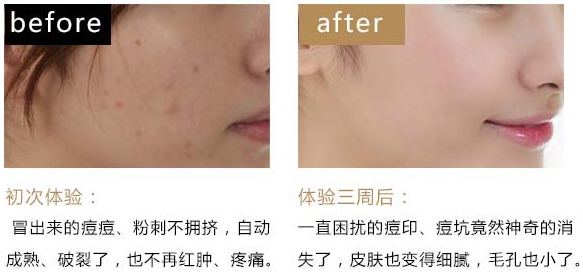 before
after
初次体验：
冒出来的痘痘、粉刺不拥挤，自动
成熟、破裂了，也不再红肿、疼痛。
体验三周后：
一直困扰的痘印、痘坑竟然神奇的消
失了，皮肤也变得细腻，毛孔也小了。